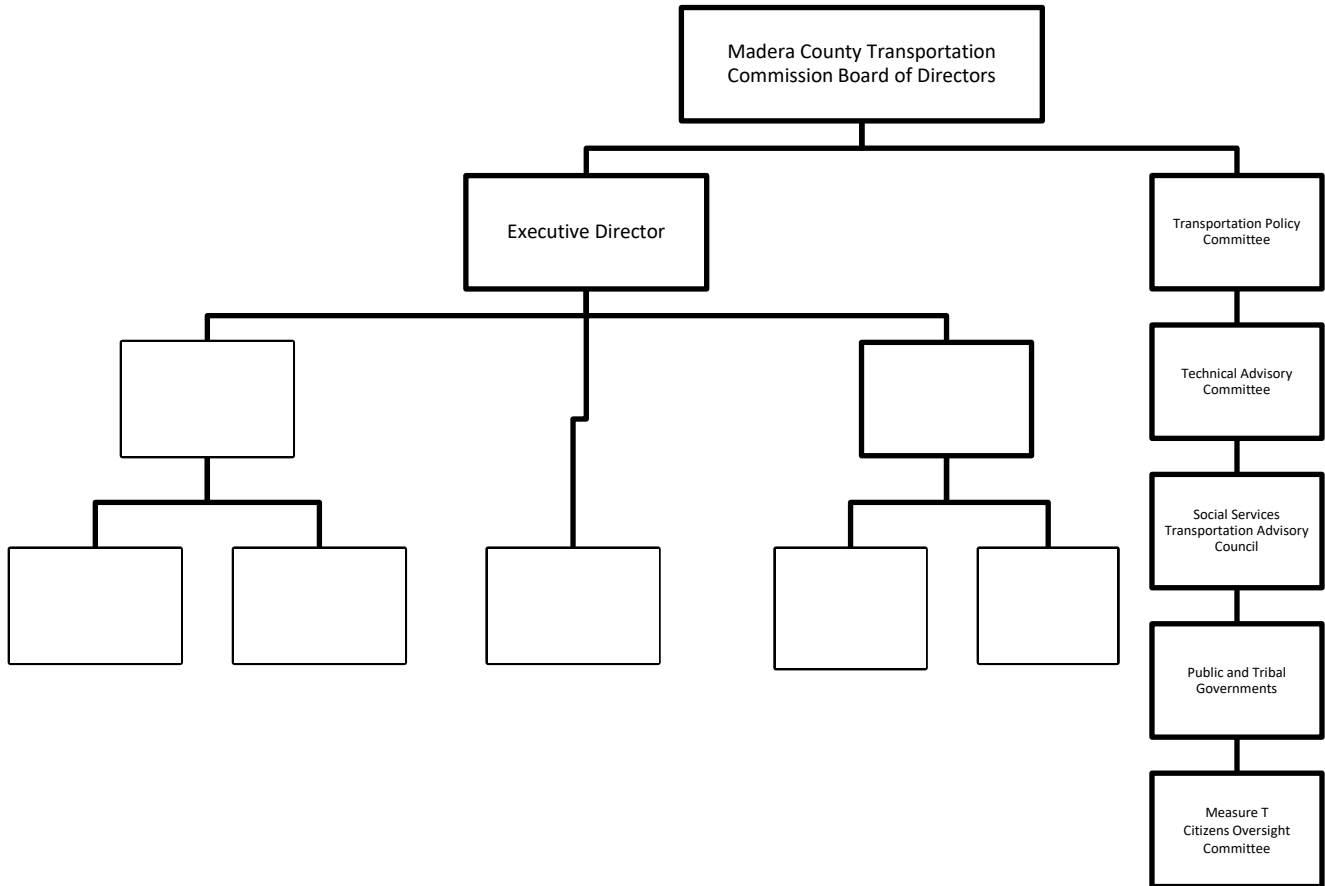 Madera County Transportation
Commission Board of Directors
Executive Director
Transportation Policy
Committee
Technical Advisory
Committee
Social Services
Transportation Advisory
Council
Public and Tribal
Governments
Measure T
Citizens Oversight
Committee